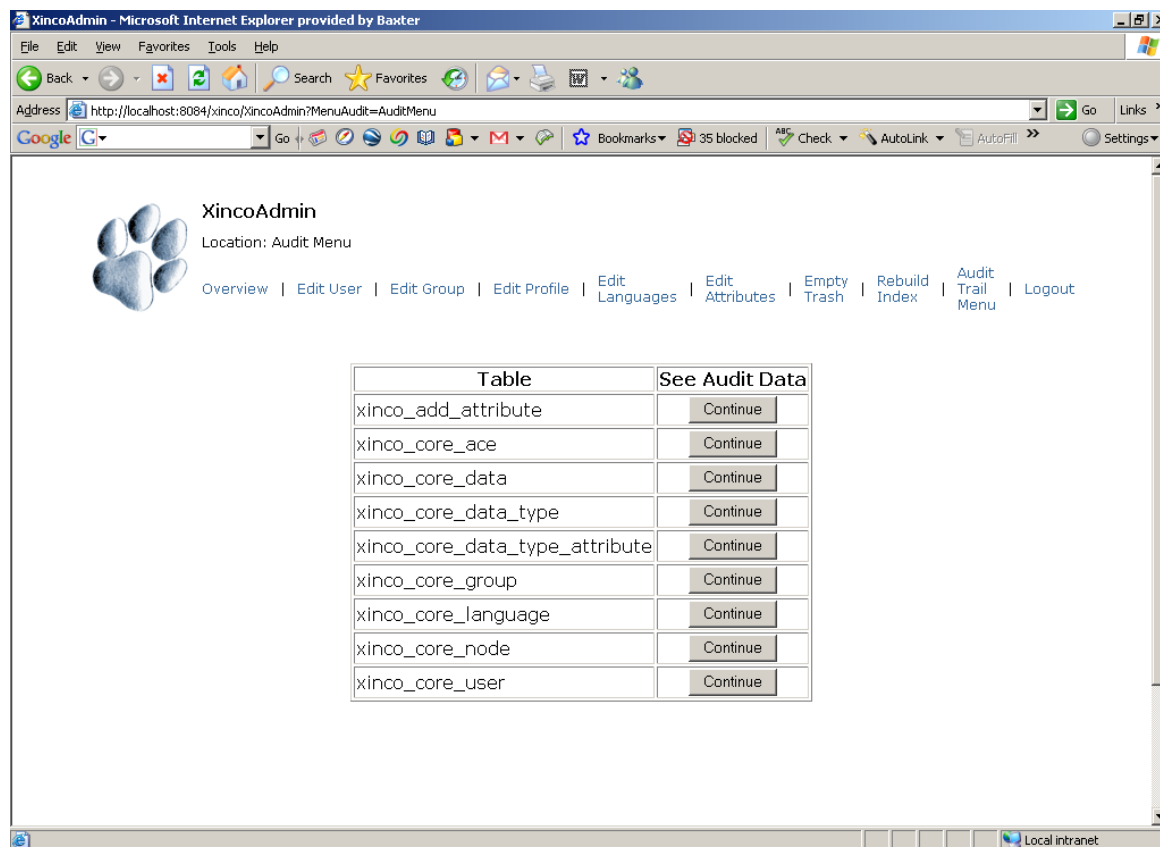 XincoAdmin - Microsoft Internet Explorer provided by Baxter
File Edit View Favorites Tools Help
Back Search Favorites
Address http://localhost:8084/xinco/XincoAdmin?MenuAudit=AuditMenu Go Links »
Google G Go Bookmarks 35 blocked ABC Check AutoLink AutoFill » Settings
XincoAdmin
Location: Audit Menu
Overview | Edit User | Edit Group | Edit Profile | Edit Languages | Edit Attributes | Empty Trash | Rebuild Index | Audit Trail Menu | Logout
Table See Audit Data
xinco_add_attribute Continue
xinco_core_ace Continue
xinco_core_data Continue
xinco_core_data_type Continue
xinco_core_data_type_attribute Continue
xinco_core_group Continue
xinco_core_language Continue
xinco_core_node Continue
xinco_core_user Continue
Local intranet